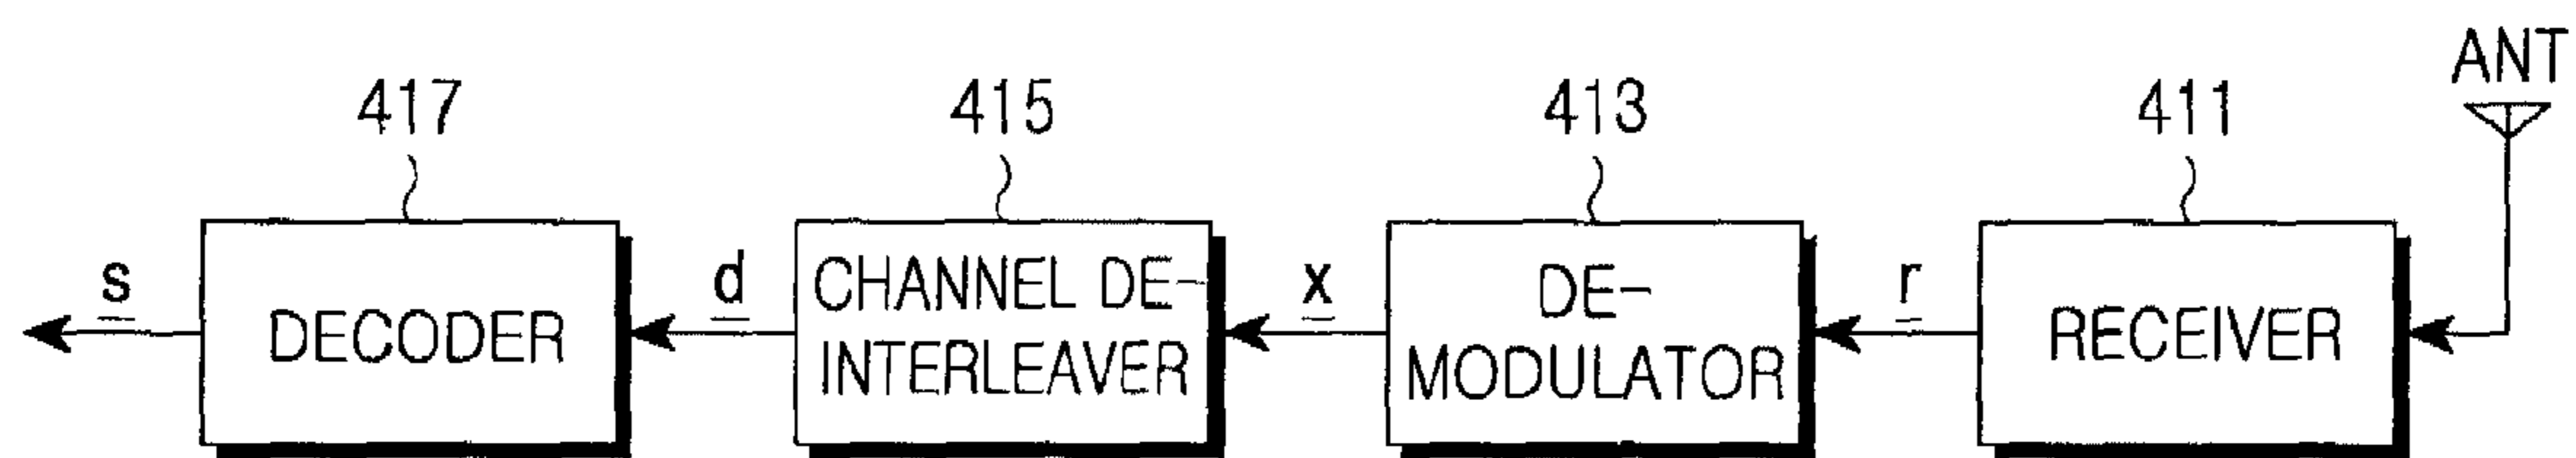 ANT
417
415
413
411
s
DECODER
d
CHANNEL DE-
INTERLEAVER
x
DE-
MODULATOR
r
RECEIVER